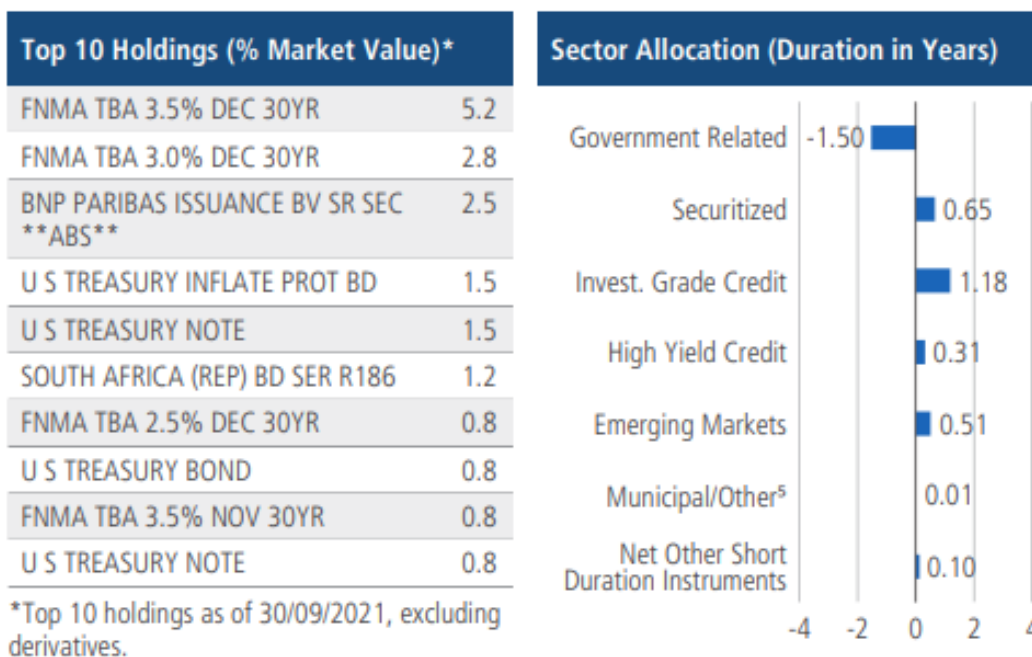 Top 10 Holdings (% Market Value)*
FNMA TBA 3.5% DEC 30YR 5.2
FNMA TBA 3.0% DEC 30YR 2.8
BNP PARIBAS ISSUANCE BV SR SEC 2.5
**ABS**
U S TREASURY INFLATE PROT BD 1.5
U S TREASURY NOTE 1.5
SOUTH AFRICA (REP) BD SER R186 1.2
FNMA TBA 2.5% DEC 30YR 0.8
U S TREASURY BOND 0.8
FNMA TBA 3.5% NOV 30YR 0.8
U S TREASURY NOTE 0.8
*Top 10 holdings as of 30/09/2021, excluding
derivatives.
Sector Allocation (Duration in Years)
Government Related -1.50
Securitized 0.65
Invest. Grade Credit 1.18
High Yield Credit 0.31
Emerging Markets 0.51
Municipal/Other⁵ 0.01
Net Other Short
Duration Instruments 0.10
-4 -2 0 2 4